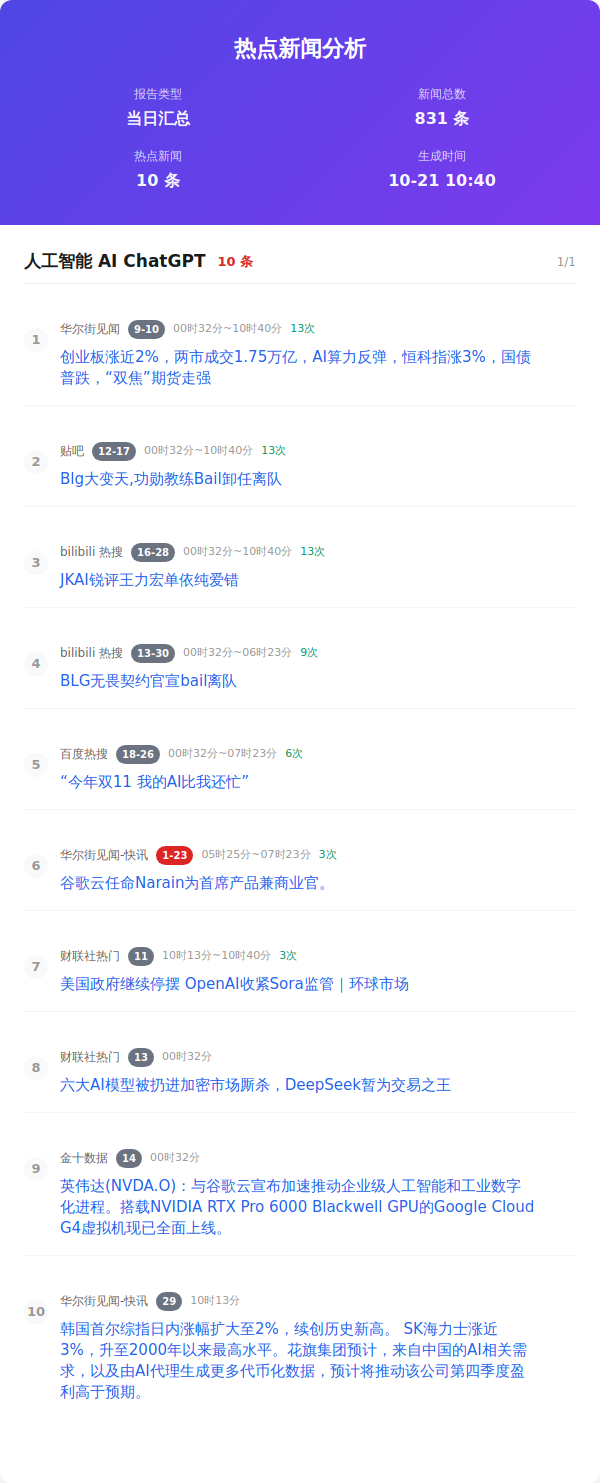 热点新闻分析
报告类型
新闻总数
当日汇总
831 条
热点新闻
生成时间
10 条
10-21 10:40
人工智能 AI ChatGPT 10 条 1/1
1
华尔街见闻 9-10 00时32分~10时40分 13次
创业板涨近2%，两市成交1.75万亿，AI算力反弹，恒科指涨3%，国债
普跌，“双焦”期货走强
2
贴吧 12-17 00时32分~10时40分 13次
Blg大变天,功勋教练Bail卸任离队
3
bilibili 热搜 16-28 00时32分~10时40分 13次
JKAI锐评王力宏单依纯爱错
4
bilibili 热搜 13-30 00时32分~06时23分 9次
BLG无畏契约官宣bail离队
5
百度热搜 18-26 00时32分~07时23分 6次
“今年双11 我的AI比我还忙”
6
华尔街见闻-快讯 1-23 05时25分~07时23分 3次
谷歌云任命Narain为首席产品兼商业官。
7
财联社热门 11 10时13分~10时40分 3次
美国政府继续停摆 OpenAI收紧Sora监管｜环球市场
8
财联社热门 13 00时32分
六大AI模型被扔进加密市场厮杀，DeepSeek暂为交易之王
9
金十数据 14 00时32分
英伟达(NVDA.O)：与谷歌云宣布加速推动企业级人工智能和工业数字
化进程。搭载NVIDIA RTX Pro 6000 Blackwell GPU的Google Cloud
G4虚拟机现已全面上线。
10
华尔街见闻-快讯 29 10时13分
韩国首尔综指日内涨幅扩大至2%，续创历史新高。 SK海力士涨近
3%，升至2000年以来最高水平。花旗集团预计，来自中国的AI相关需
求，以及由AI代理生成更多代币化数据，预计将推动该公司第四季度盈
利高于预期。